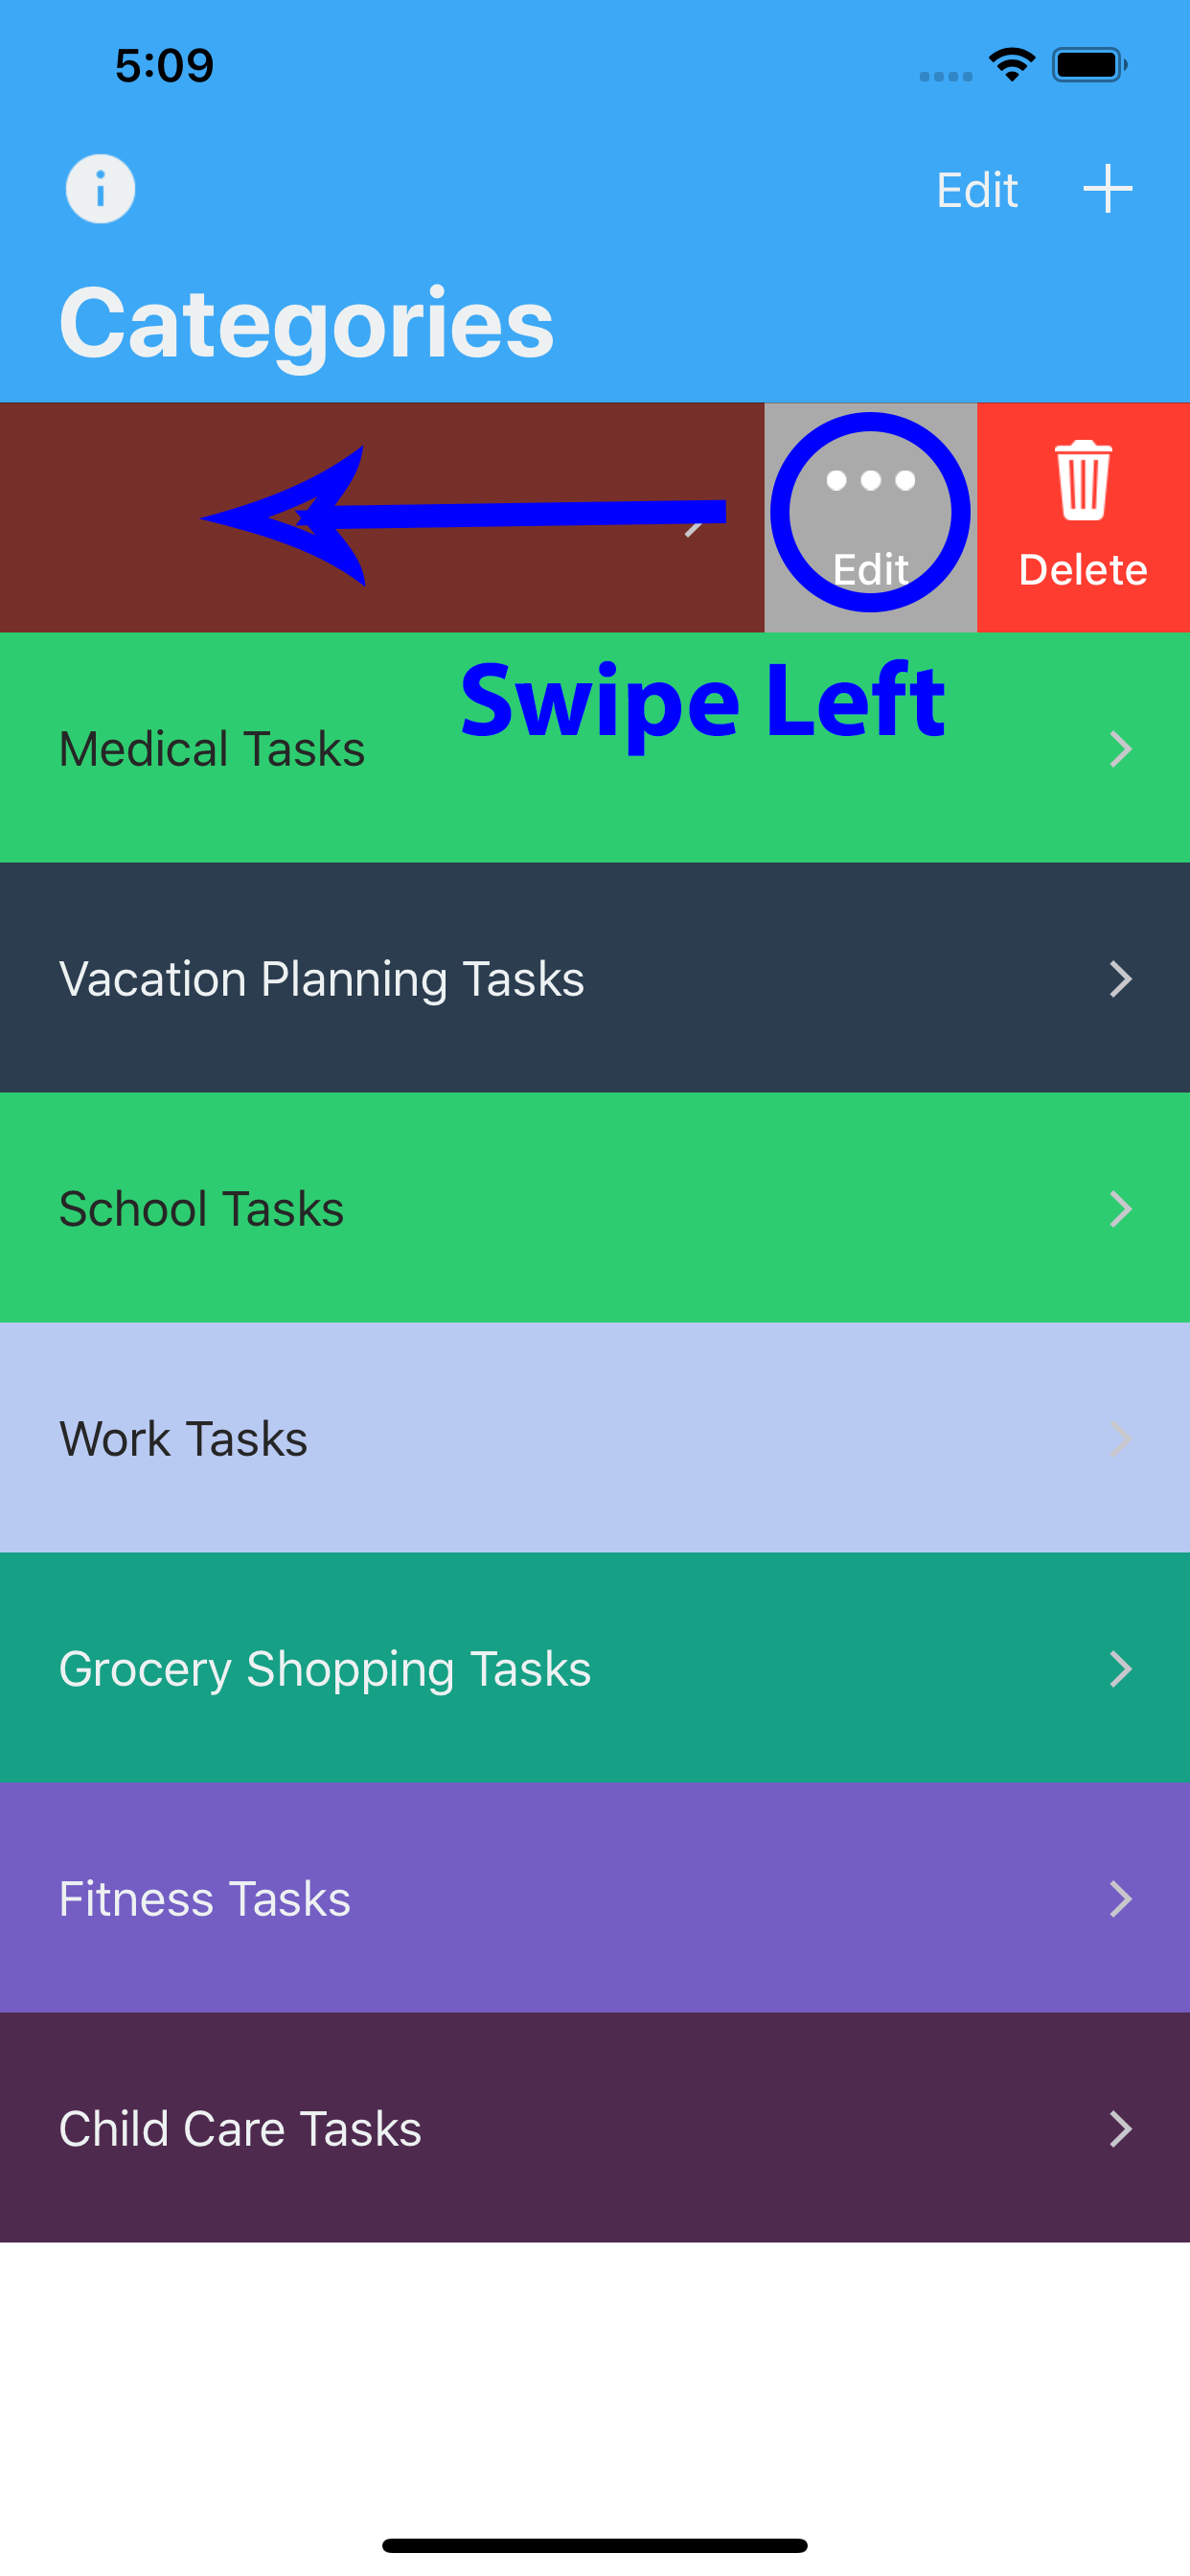 5:09
Edit
Categories
Edit
Delete
Swipe Left
Medical Tasks
Vacation Planning Tasks
School Tasks
Work Tasks
Grocery Shopping Tasks
Fitness Tasks
Child Care Tasks